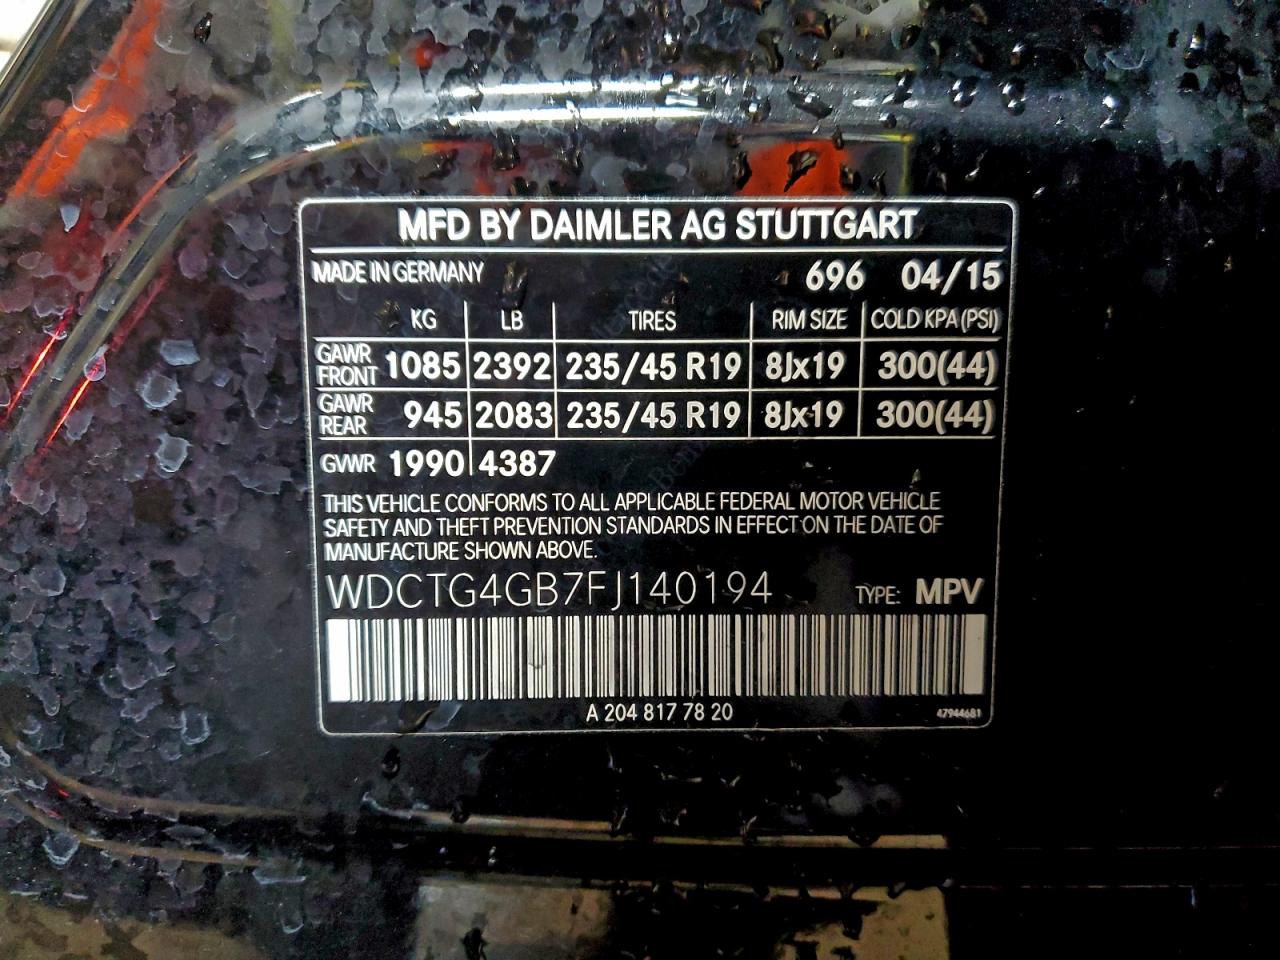 MFD BY DAIMLER AG STUTTGART
MADE IN GERMANY 696 04/15
KG LB TIRES RIM SIZE COLD KPA (PSI)
GAWR FRONT 1085 2392 235/45 R19 8Jx19 300(44)
GAWR REAR 945 2083 235/45 R19 8Jx19 300(44)
GVWR 1990 4387
THIS VEHICLE CONFORMS TO ALL APPLICABLE FEDERAL MOTOR VEHICLE
SAFETY AND THEFT PREVENTION STANDARDS IN EFFECT ON THE DATE OF
MANUFACTURE SHOWN ABOVE.
WDCTG4GB7FJ140194 TYPE: MPV
A 204 817 78 20 47944681